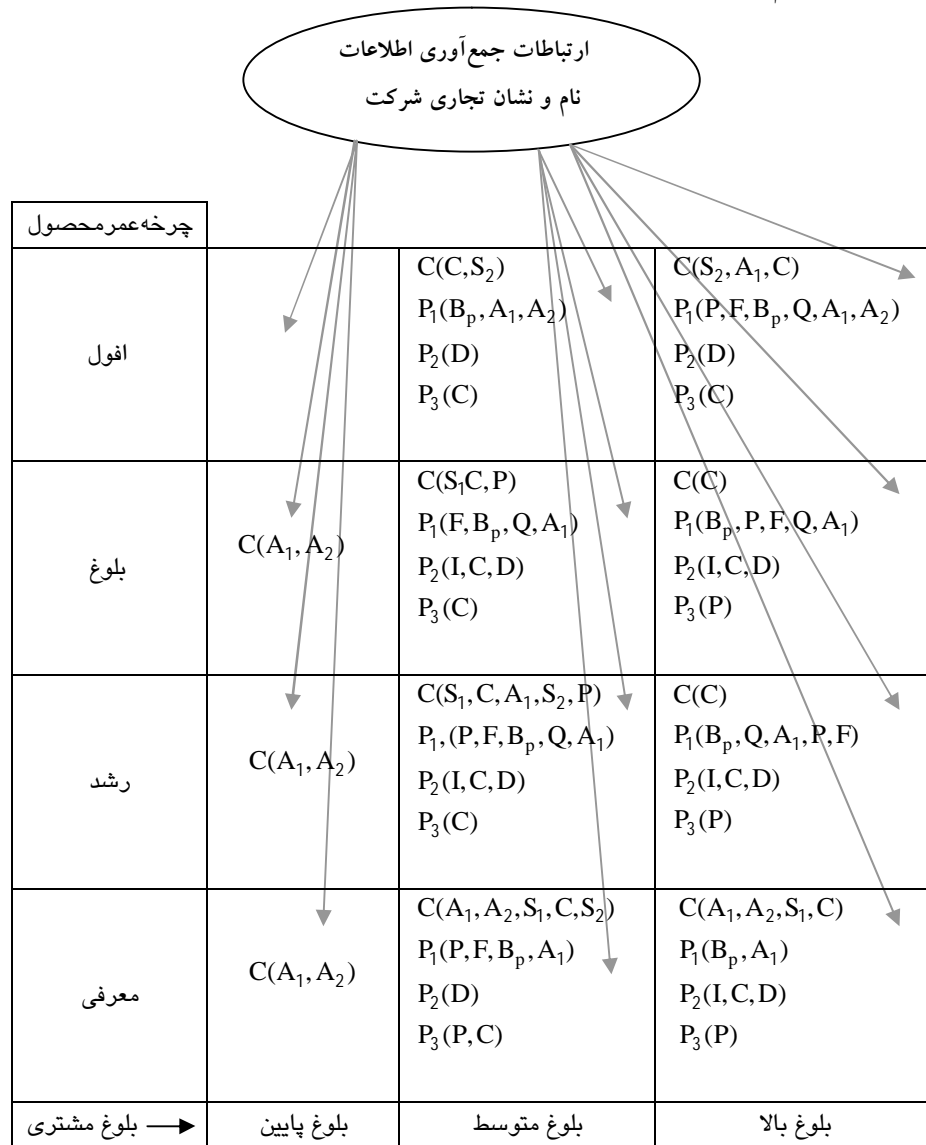 ارتباطات جمع‌آوری اطلاعات
نام و نشان تجاری شرکت
چرخه عمر محصول
افول
C(C,S₂)
P₁(Bₚ,A₁,A₂)
P₂(D)
P₃(C)
C(S₂,A₁,C)
P₁(P,F,Bₚ,Q,A₁,A₂)
P₂(D)
P₃(C)
بلوغ
C(A₁,A₂)
C(S₁C,P)
P₁(F,Bₚ,Q,A₁)
P₂(I,C,D)
P₃(C)
C(C)
P₁(Bₚ,P,F,Q,A₁)
P₂(I,C,D)
P₃(P)
رشد
C(A₁,A₂)
C(S₁,C,A₁,S₂,P)
P₁,(P,F,Bₚ,Q,A₁)
P₂(I,C,D)
P₃(C)
C(C)
P₁(Bₚ,Q,A₁,P,F)
P₂(I,C,D)
P₃(P)
معرفی
C(A₁,A₂)
C(A₁,A₂,S₁,C,S₂)
P₁(P,F,Bₚ,A₁)
P₂(D)
P₃(P,C)
C(A₁,A₂,S₁,C)
P₁(Bₚ,A₁)
P₂(I,C,D)
P₃(P)
بلوغ مشتری
بلوغ پایین
بلوغ متوسط
بلوغ بالا